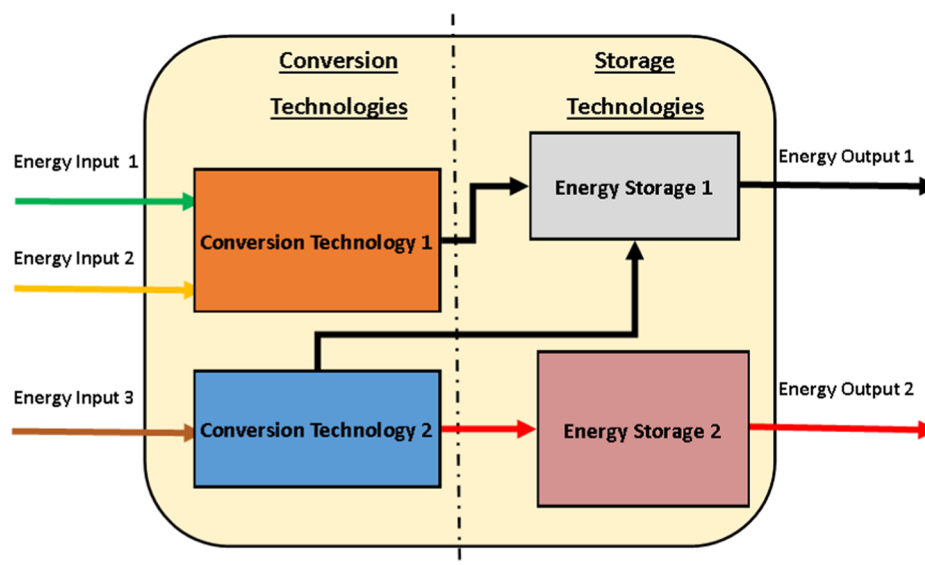 Conversion
Technologies
Storage
Technologies
Energy Input 1
Energy Input 2
Energy Input 3
Conversion Technology 1
Conversion Technology 2
Energy Storage 1
Energy Storage 2
Energy Output 1
Energy Output 2